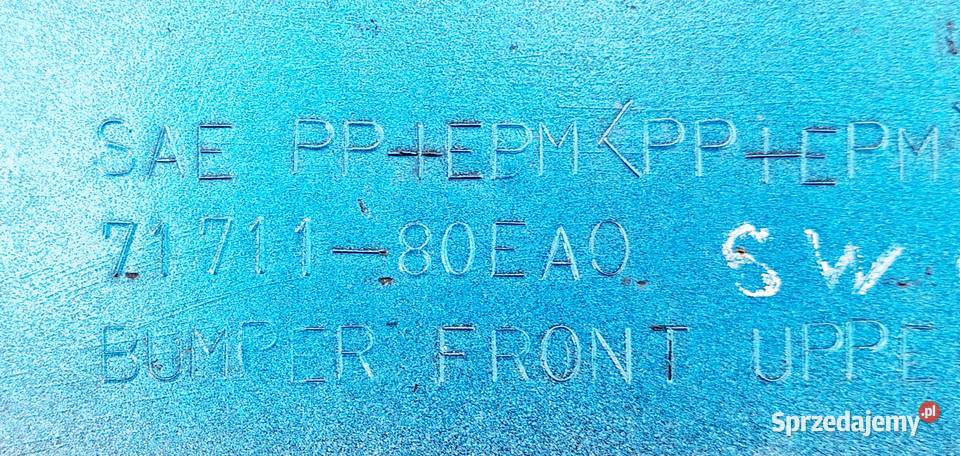 SAE PP+EPM<PP+EPM
71711-80EA0 SW
BUMPER FRONT UPPE
Sprzedajemy.pl